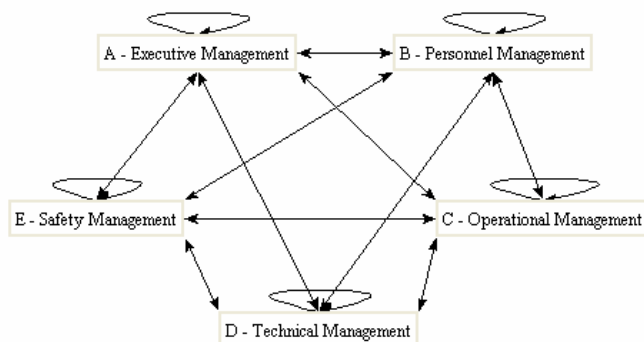 A - Executive Management
B - Personnel Management
E - Safety Management
C - Operational Management
D - Technical Management